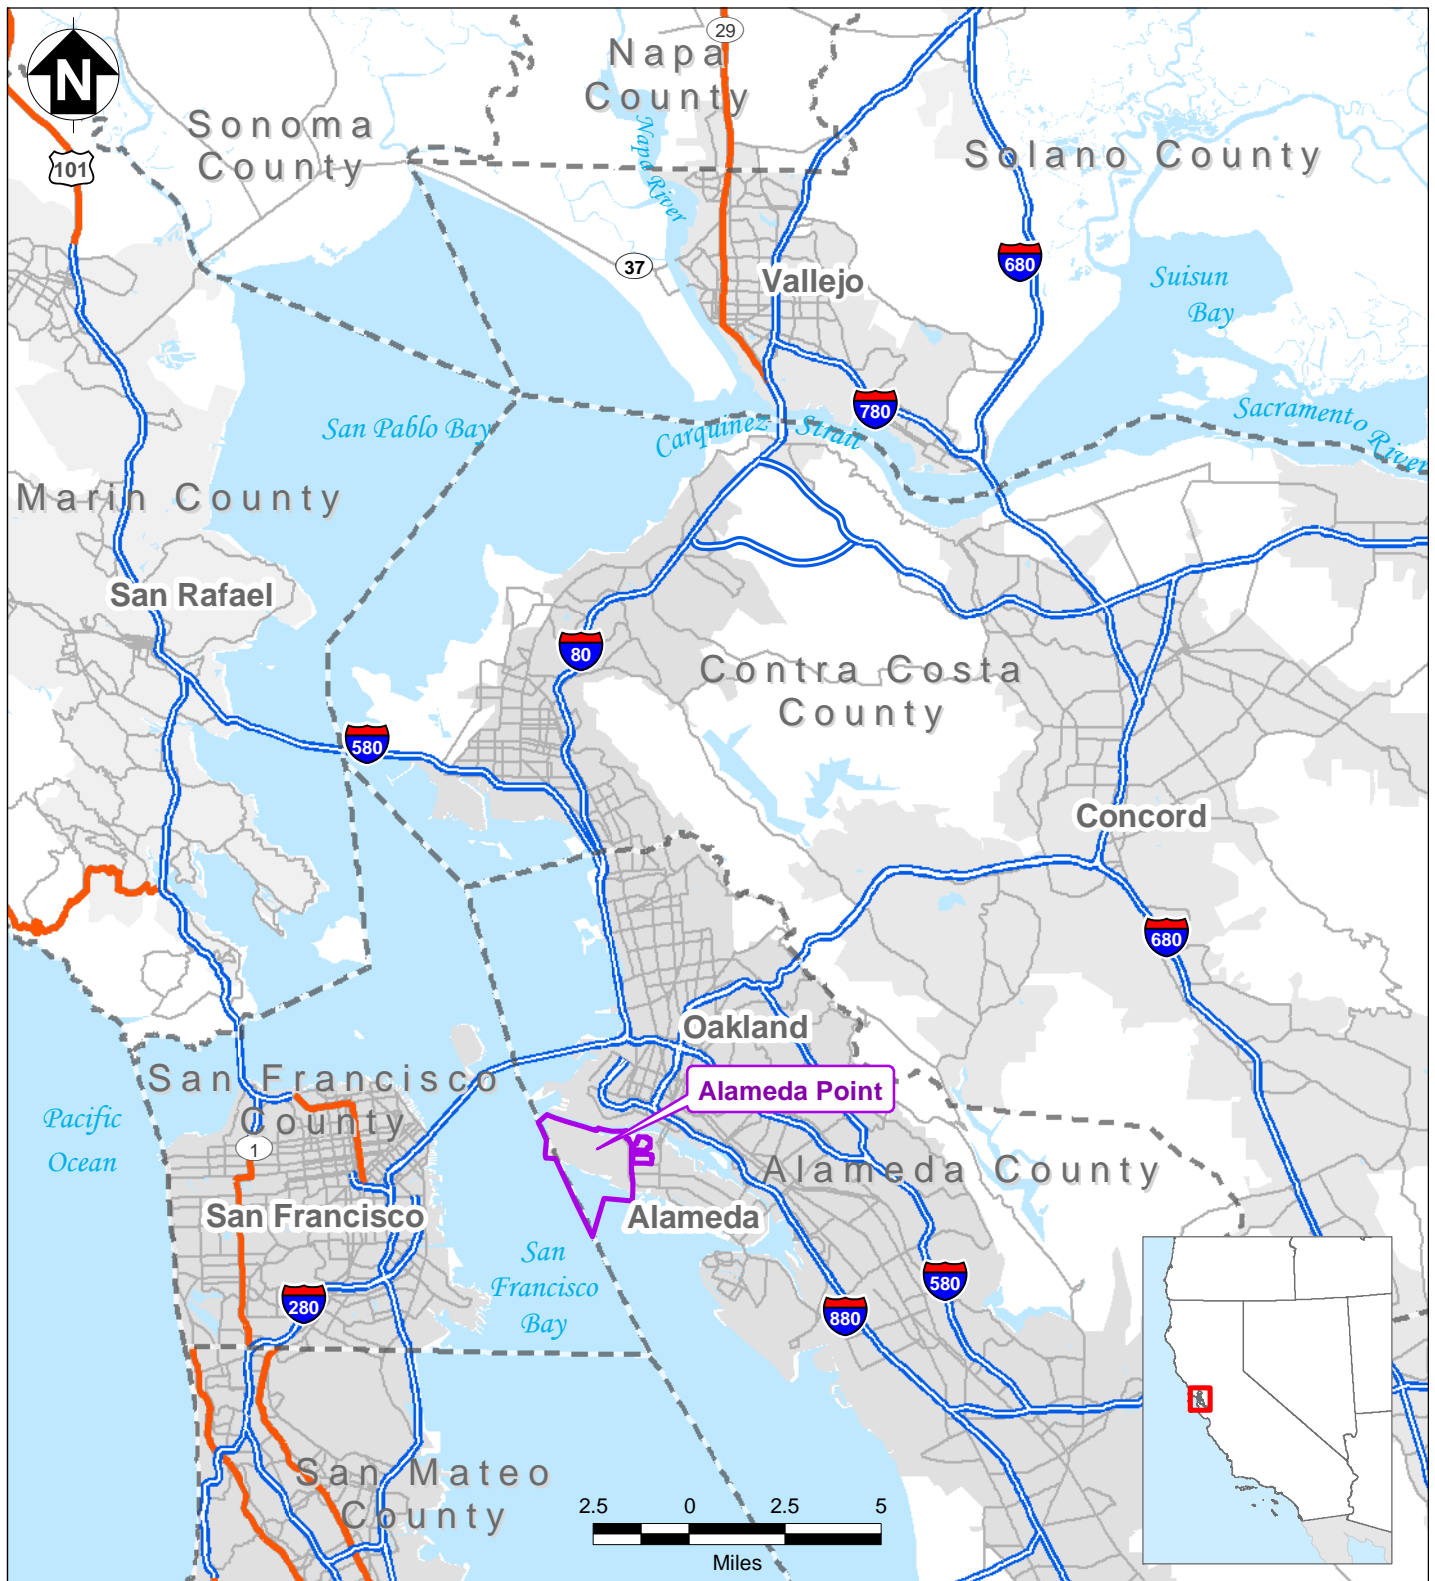 29
N
Napa
County
Sonoma
County
101
Napa River
Solano County
37
680
Vallejo
Suisun
Bay
780
San Pablo Bay
Carquinez Strait
Sacramento River
Marin County
San Rafael
80
Contra Costa
County
580
Concord
680
Oakland
San Francisco
County
Alameda Point
Pacific
Ocean
1
Alameda County
San Francisco
Alameda
San
Francisco
Bay
580
280
880
San Mateo
County
2.5 0 2.5 5
Miles